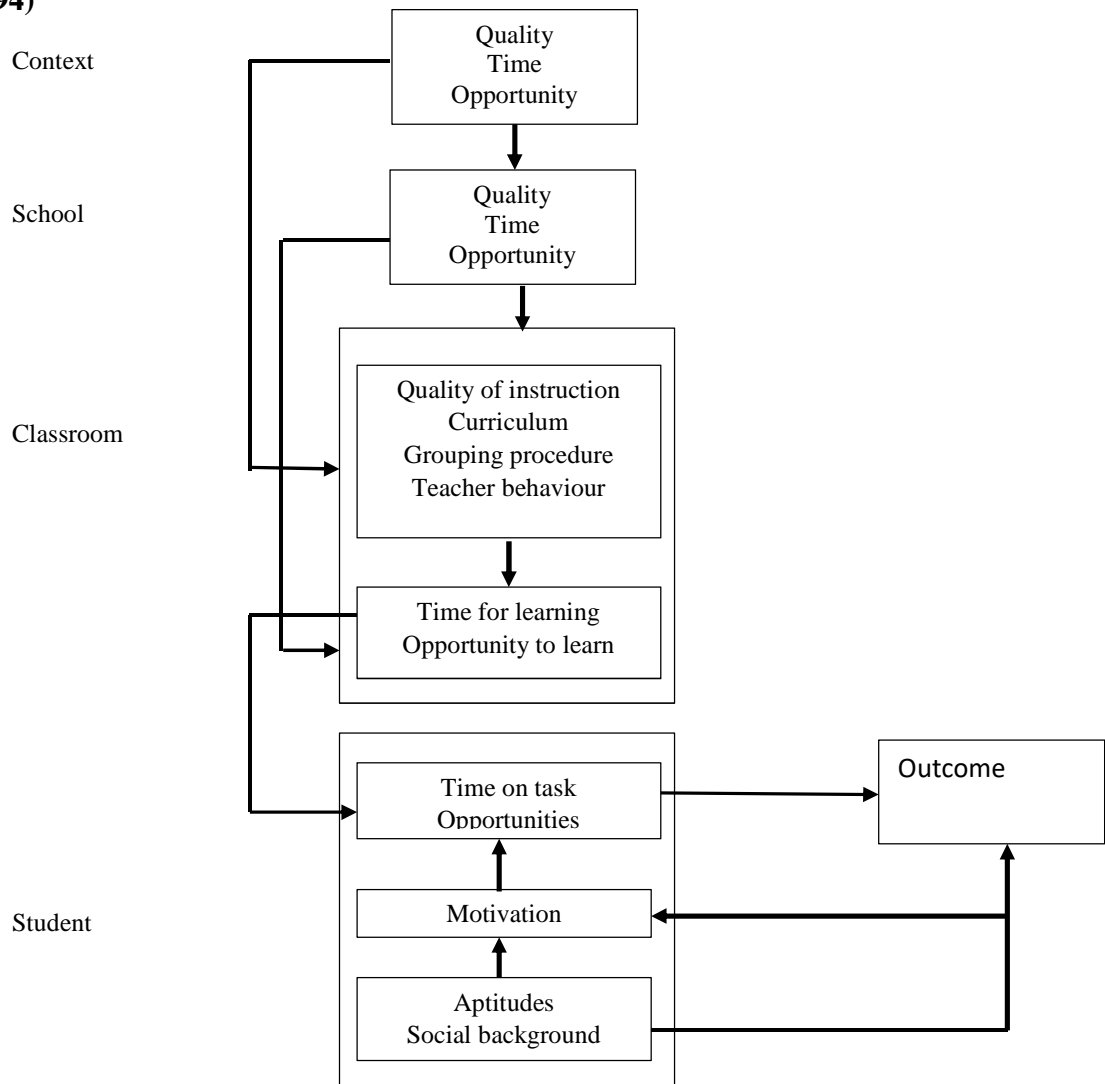 94)
Context
Quality
Time
Opportunity
School
Quality
Time
Opportunity
Classroom
Quality of instruction
Curriculum
Grouping procedure
Teacher behaviour
Time for learning
Opportunity to learn
Time on task
Opportunities
Outcome
Student
Motivation
Aptitudes
Social background